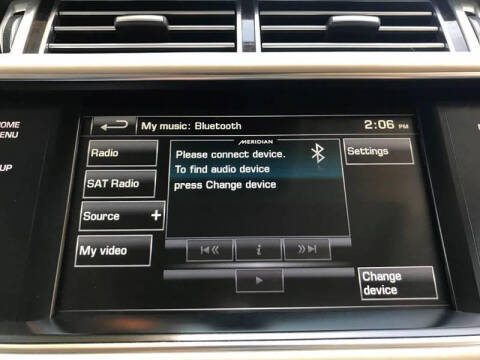 HOME
MENU
UP
My music: Bluetooth
2:06 PM
Radio
SAT Radio
Source +
My video
MERIDIAN
Please connect device.
To find audio device
press Change device
Settings
i
Change
device